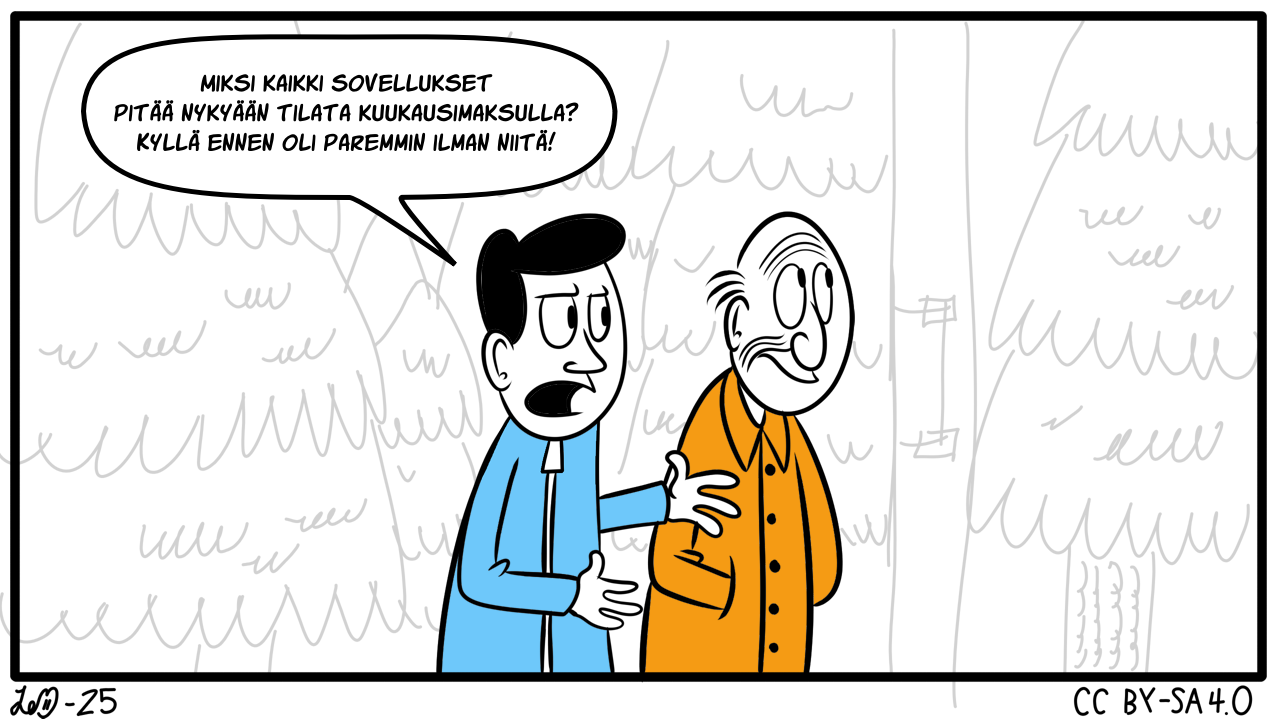 MIKSI KAIKKI SOVELLUKSET
PITÄÄ NYKYÄÄN TILATA KUUKAUSIMAKSULLA?
KYLLÄ ENNEN OLI PAREMMIN ILMAN NIITÄ!
-25
CC BY-SA 4.0